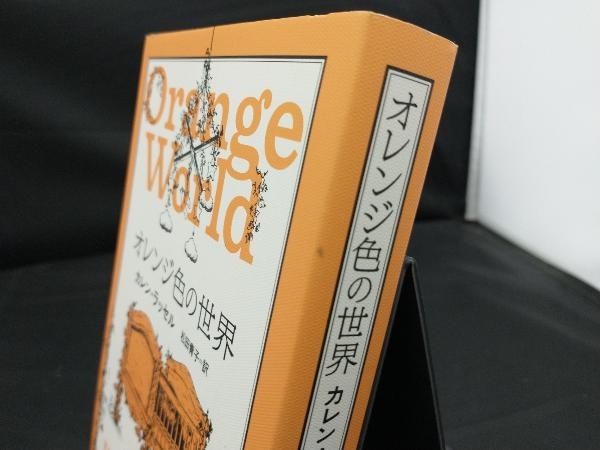 Orange
World
オレンジ色の世界
カレン・ラッセル
松田青子=訳
オレンジ色の世界 カレン